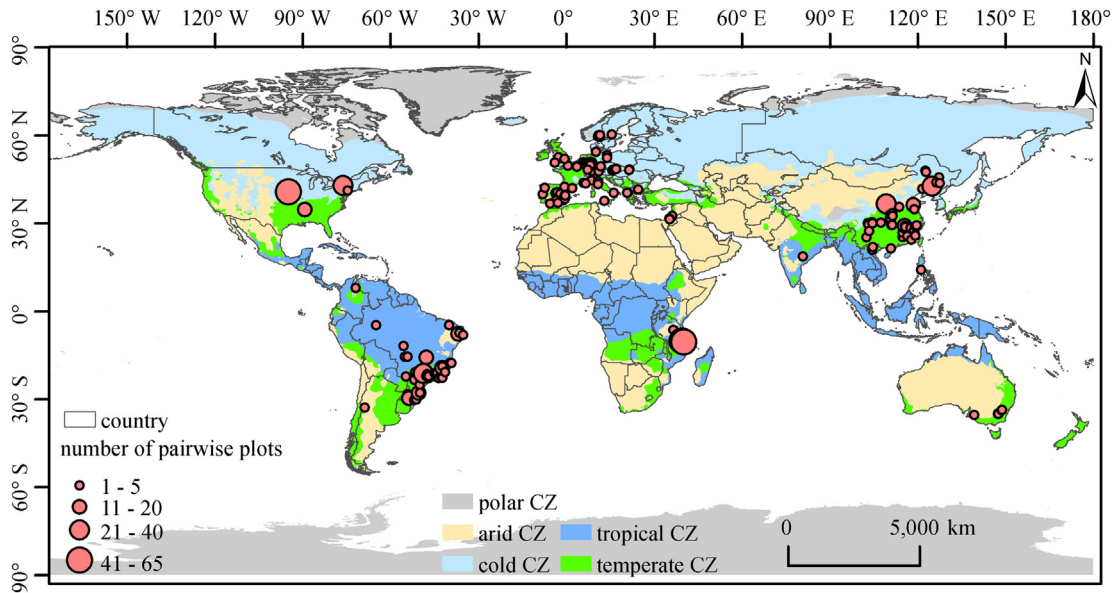 150° W 120° W 90° W 60° W 30° W 0° 30° E 60° E 90° E 120° E 150° E 180°
90°
60° N
30° N
0°
30° S
60° S
90°
N
country
number of pairwise plots
1 - 5
11 - 20
21 - 40
41 - 65
polar CZ
arid CZ
tropical CZ
cold CZ
temperate CZ
0 5,000 km